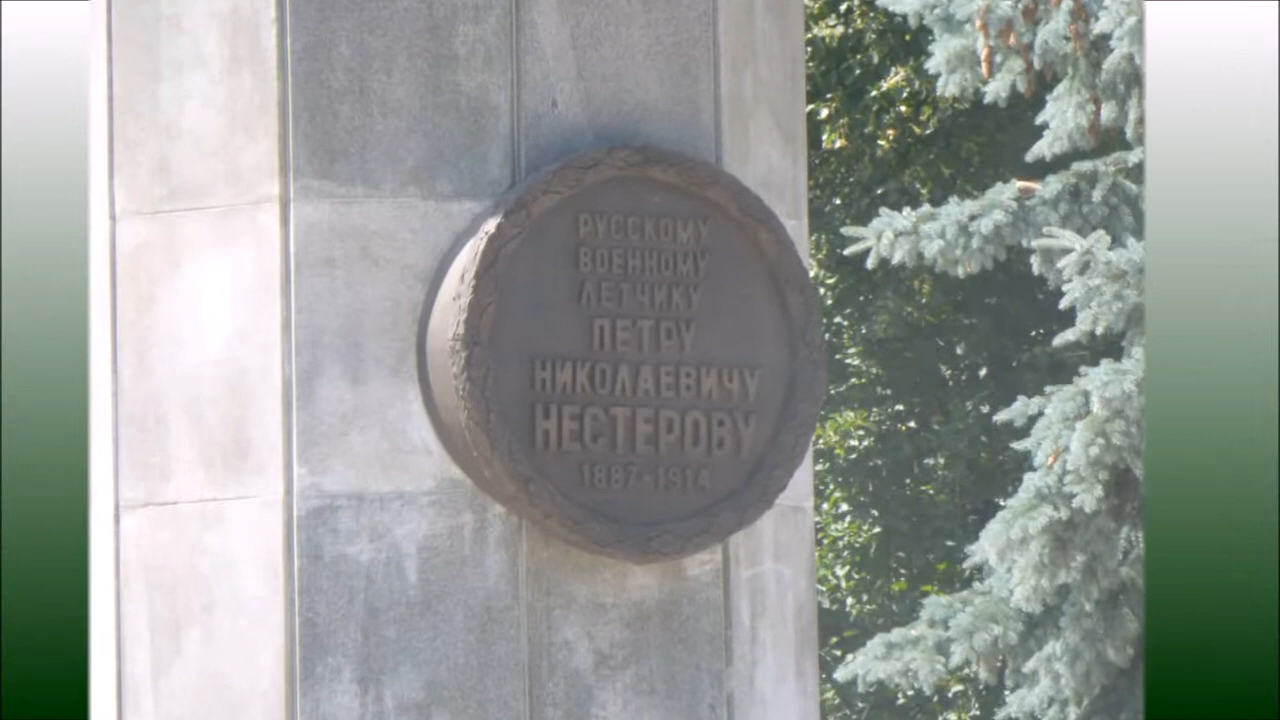 РУССКОМУ
ВОЕННОМУ
ЛЕТЧИКУ
ПЕТРУ
НИКОЛАЕВИЧУ
НЕСТЕРОВУ
1887-1914